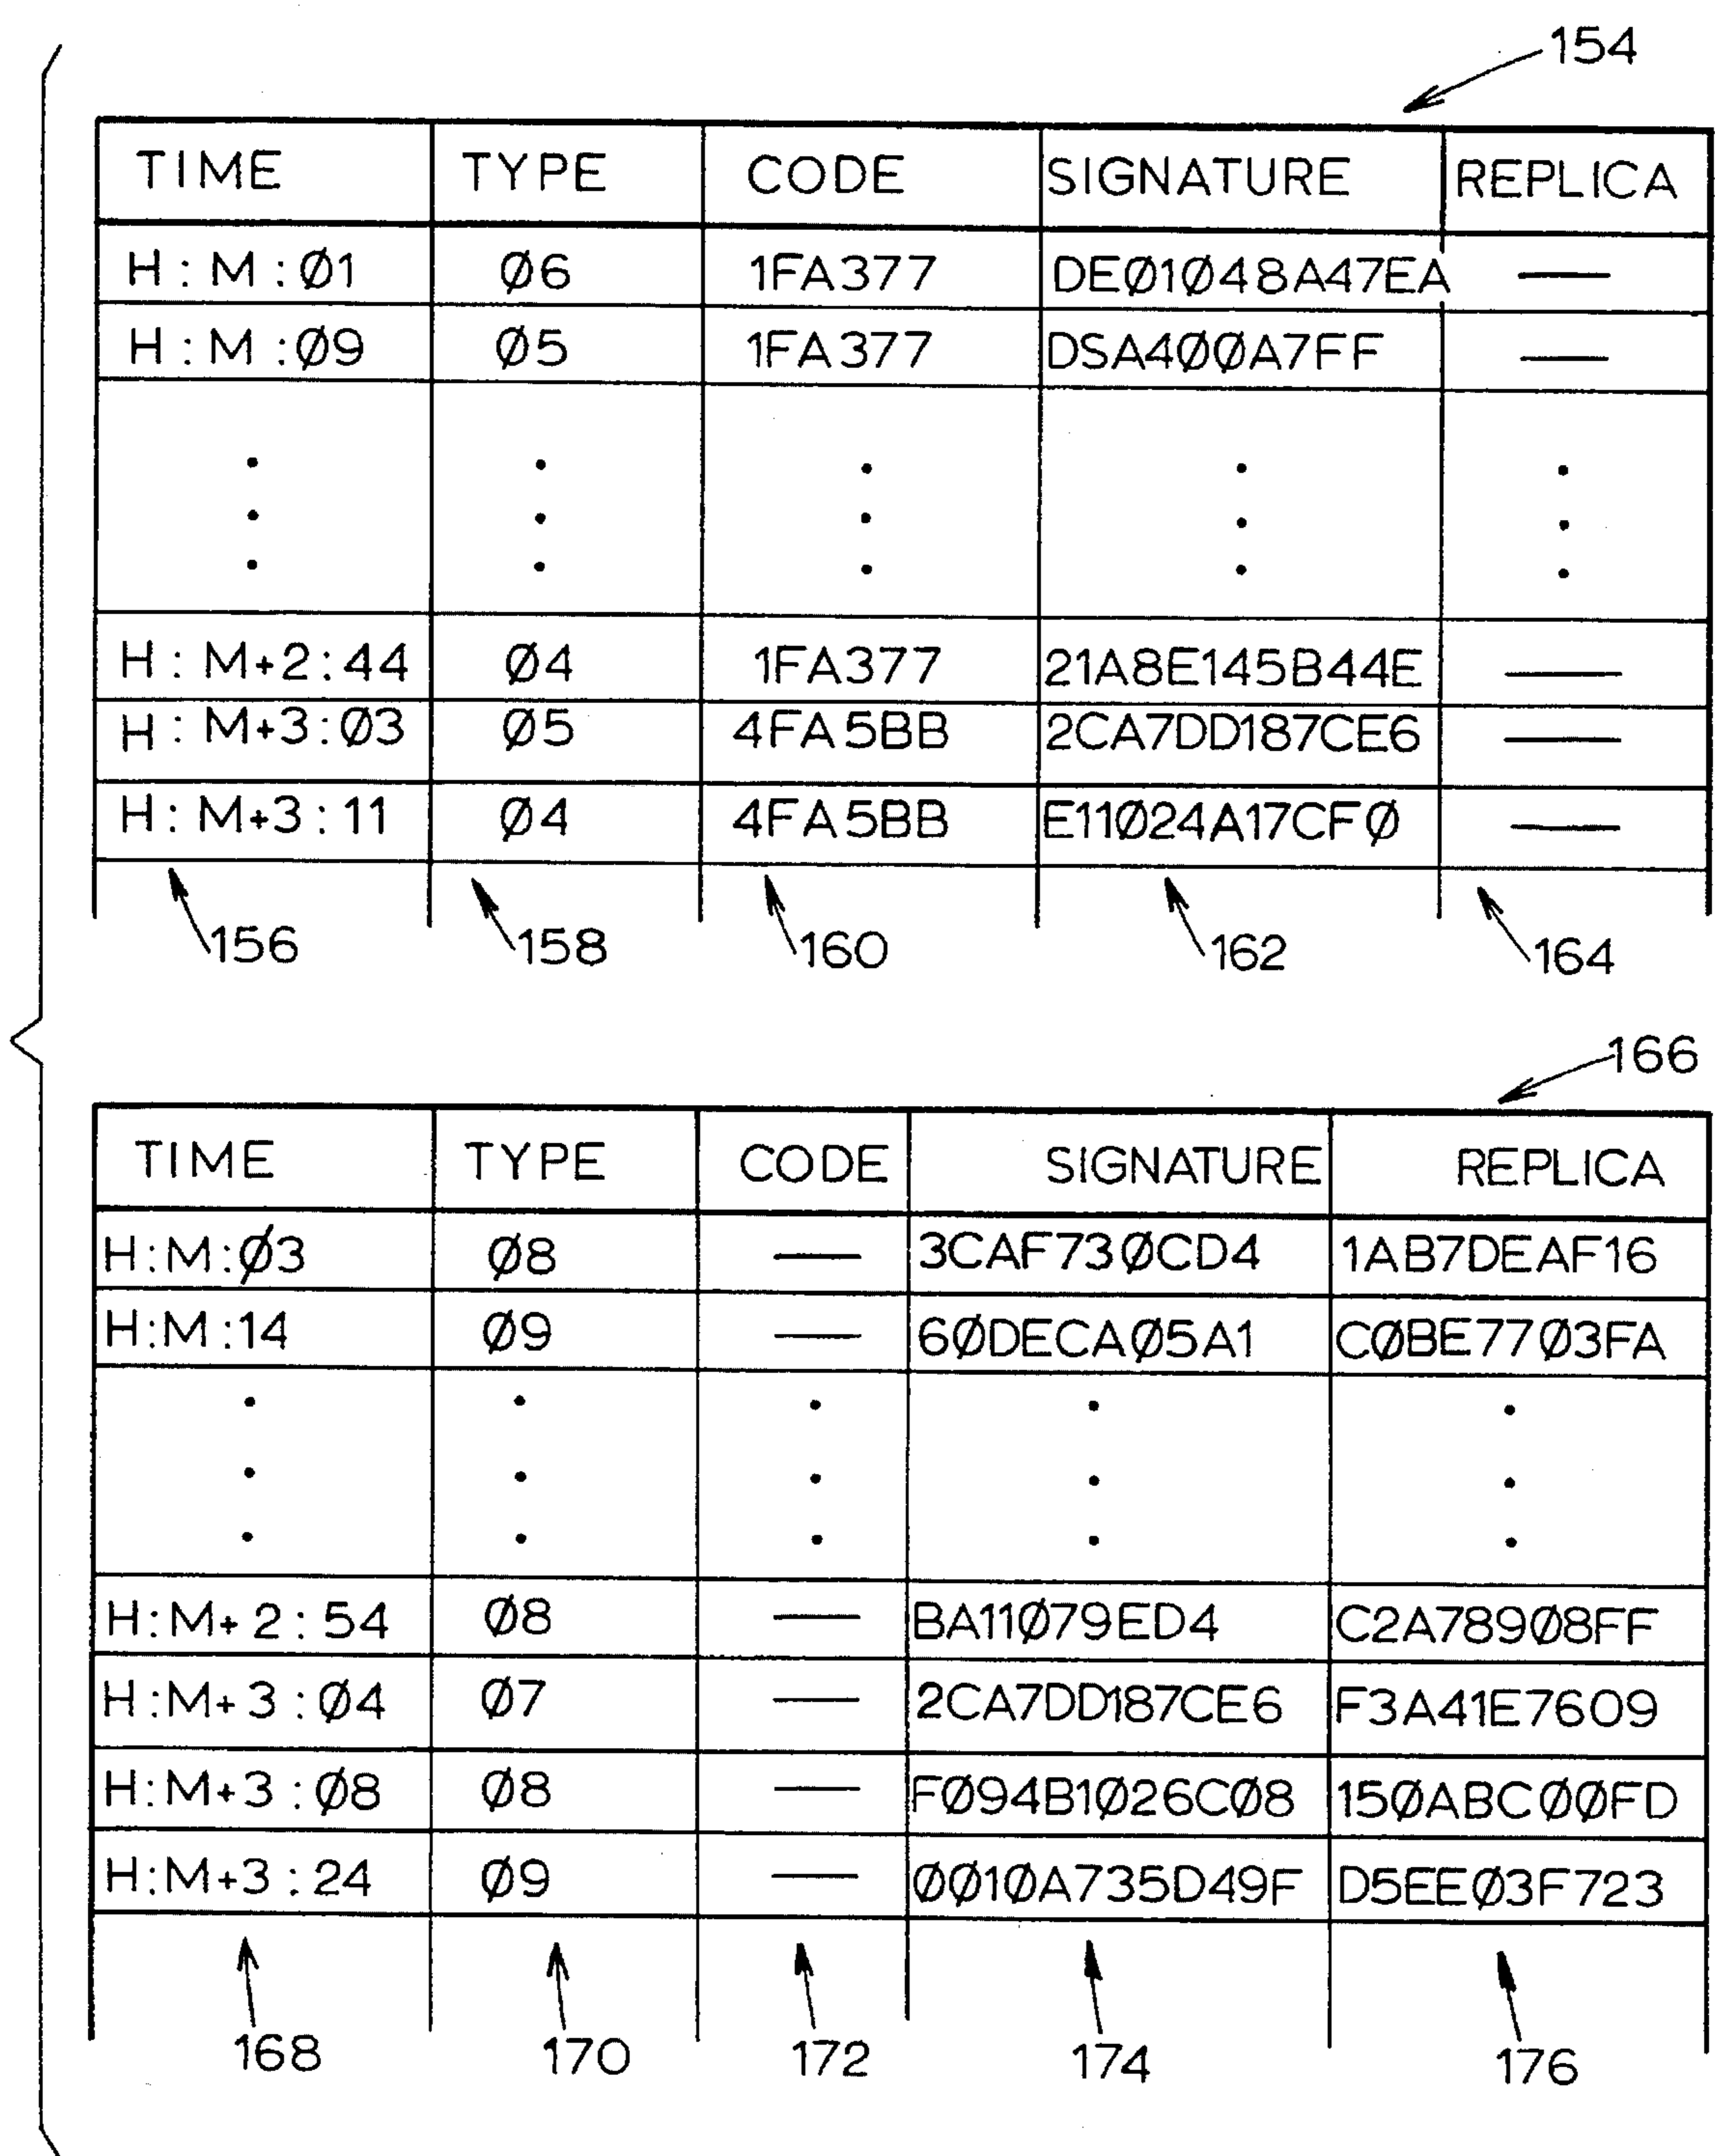 154
TIME TYPE CODE SIGNATURE REPLICA
H : M : Ø1 Ø6 1FA377 DEØ1Ø48A47EA —
H : M : Ø9 Ø5 1FA377 DSA4ØØA7FF —
H : M+2:44 Ø4 1FA377 21A8E145B44E —
H : M+3:Ø3 Ø5 4FA5BB 2CA7DD187CE6 —
H : M+3:11 Ø4 4FA5BB E11Ø24A17CFØ —
156 158 160 162 164
166
TIME TYPE CODE SIGNATURE REPLICA
H:M:Ø3 Ø8 — 3CAF73ØCD4 1AB7DEAF16
H:M:14 Ø9 — 6ØDECAØ5A1 CØBE77Ø3FA
H:M+2:54 Ø8 — BA11Ø79ED4 C2A789Ø8FF
H:M+3:Ø4 Ø7 — 2CA7DD187CE6 F3A41E7609
H:M+3:Ø8 Ø8 — FØ94B1Ø26CØ8 15ØABCØØFD
H:M+3:24 Ø9 — ØØ1ØA735D49F D5EEØ3F723
168 170 172 174 176